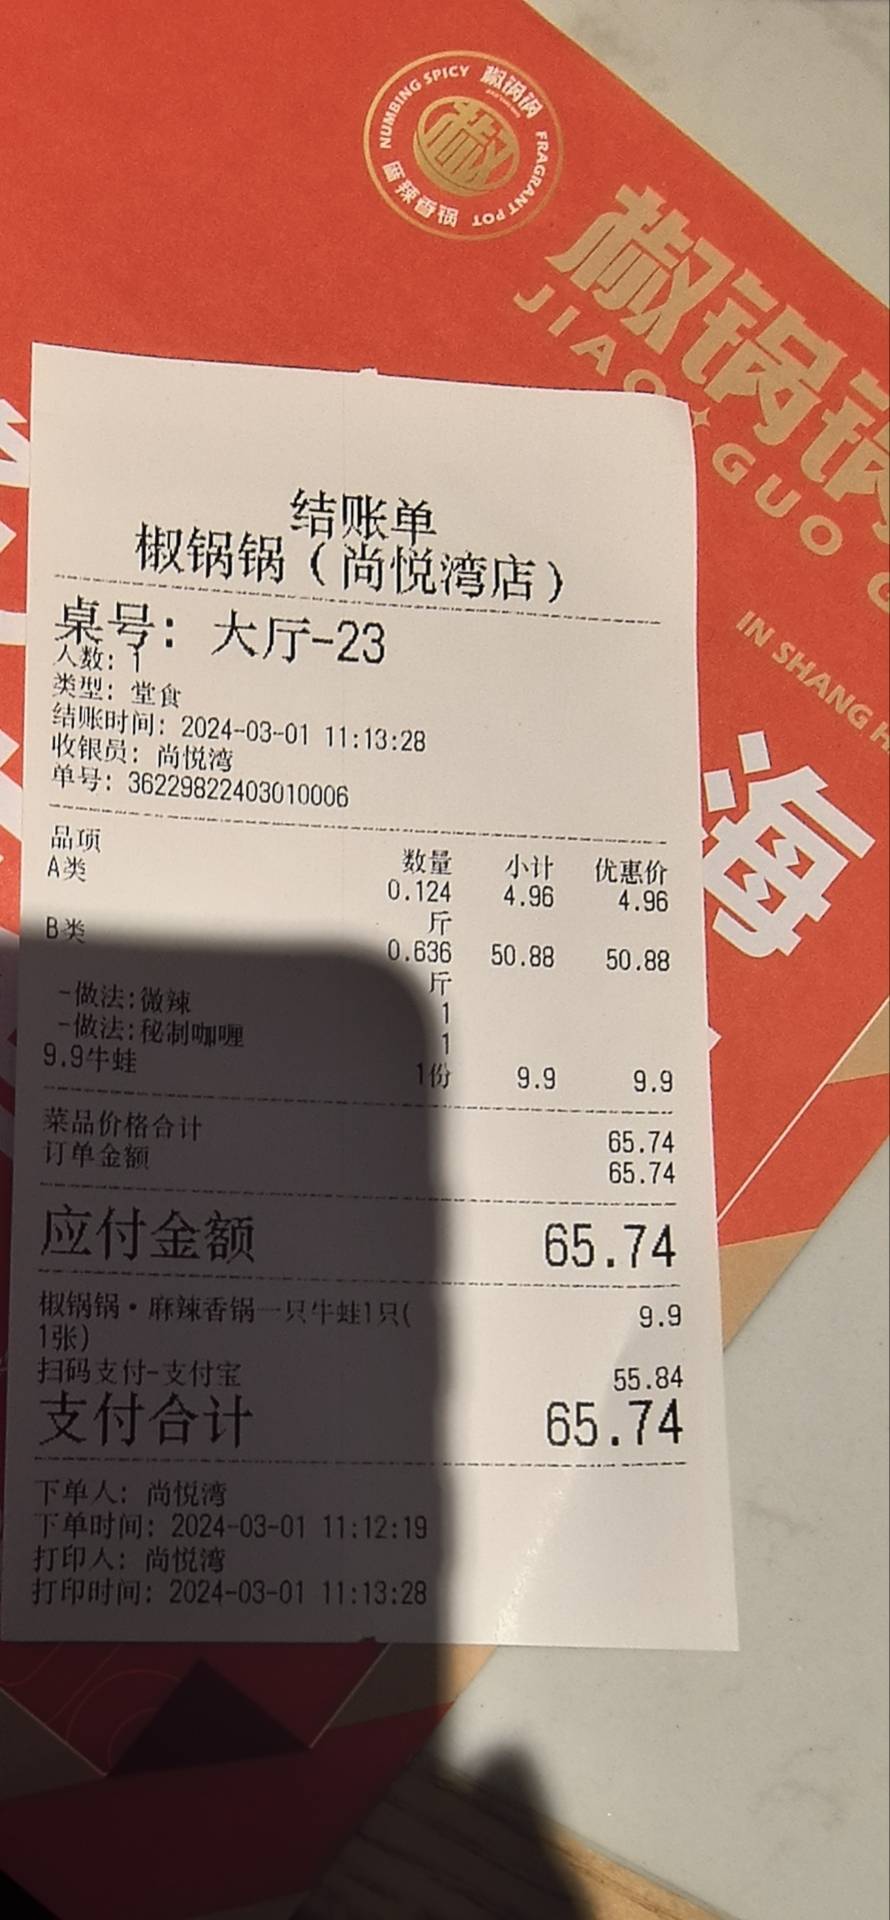 NUMBING SPICY 椒锅锅 FRAGRANT POT 麻辣香锅
椒
椒锅锅
JIAO GUO G
IN SHANG H
海
结账单
椒锅锅（尚悦湾店）
桌号: 大厅-23
人数: 1
类型: 堂食
结账时间: 2024-03-01 11:13:28
收银员: 尚悦湾
单号: 36229822403010006
品项 数量 小计 优惠价
A类 0.124斤 4.96 4.96
B类 0.636斤 50.88 50.88
-做法:微辣 1
-做法:秘制咖喱 1
9.9牛蛙 1份 9.9 9.9
菜品价格合计 65.74
订单金额 65.74
应付金额 65.74
椒锅锅·麻辣香锅一只牛蛙1只( 9.9
1张)
扫码支付-支付宝 55.84
支付合计 65.74
下单人: 尚悦湾
下单时间: 2024-03-01 11:12:19
打印人: 尚悦湾
打印时间: 2024-03-01 11:13:28